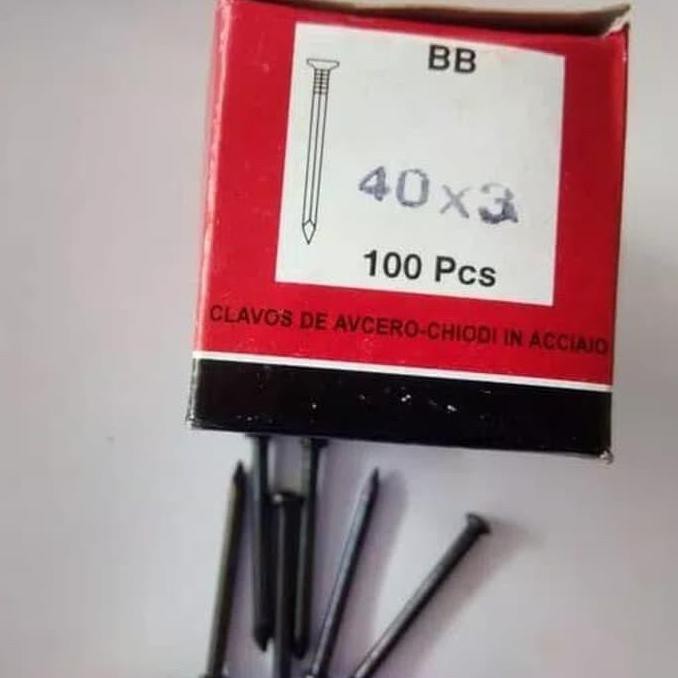 BB
40x3
100 Pcs
CLAVOS DE AVCERO-CHIODI IN ACCIAIO